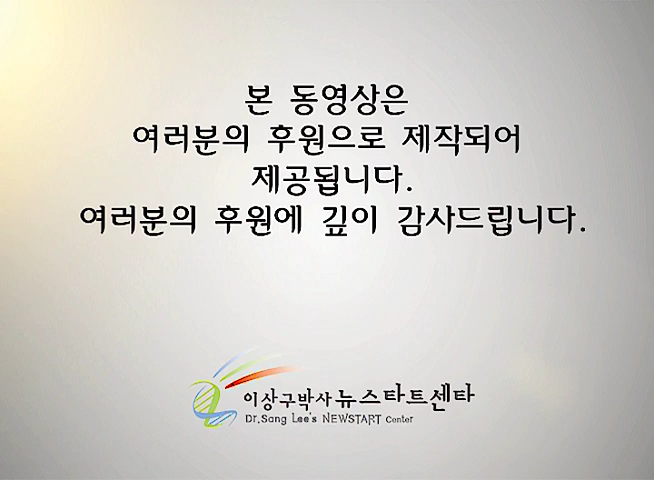 본 동영상은
여러분의 후원으로 제작되어
제공됩니다.
여러분의 후원에 깊이 감사드립니다.
이상구박사 뉴스타트센타
Dr.Sang Lee's NEWSTART Center